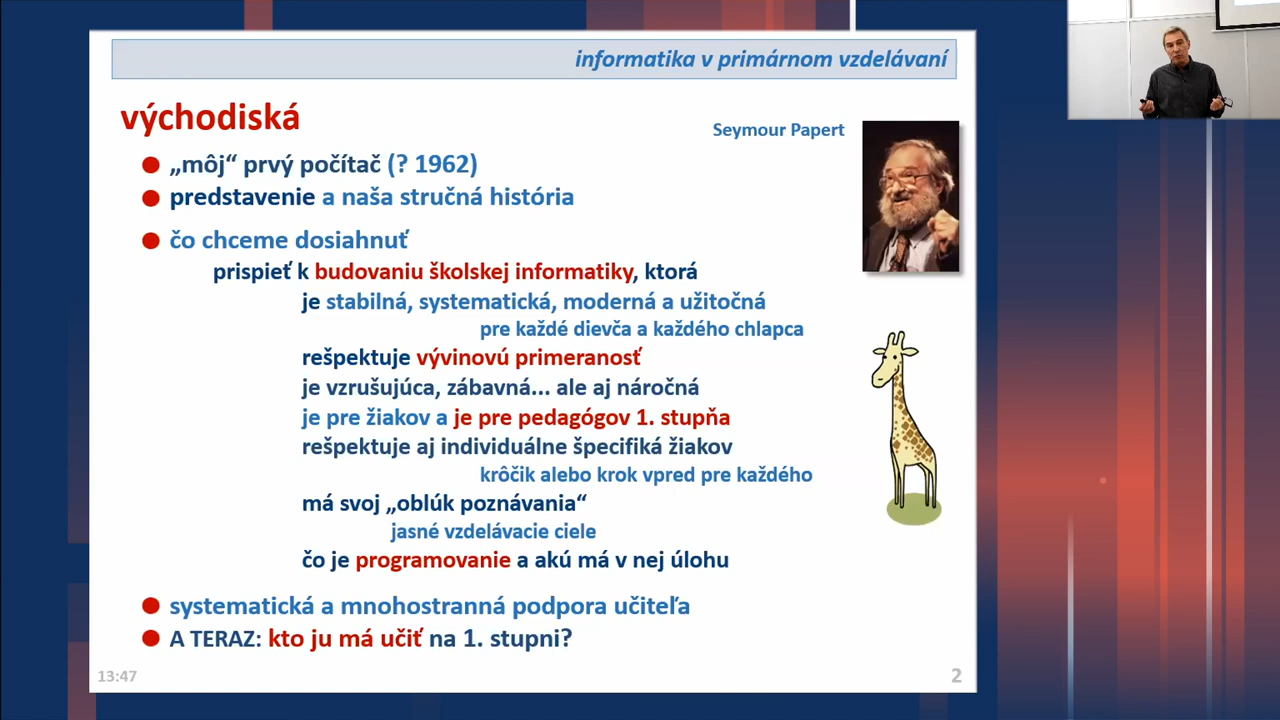 informatika v primárnom vzdelávaní
východiská
Seymour Papert
„môj“ prvý počítač (? 1962)
predstavenie a naša stručná história
čo chceme dosiahnuť
prispieť k budovaniu školskej informatiky, ktorá
je stabilná, systematická, moderná a užitočná
pre každé dievča a každého chlapca
rešpektuje vývinovú primeranosť
je vzrušujúca, zábavná... ale aj náročná
je pre žiakov a je pre pedagógov 1. stupňa
rešpektuje aj individuálne špecifiká žiakov
krôčik alebo krok vpred pre každého
má svoj „oblúk poznávania“
jasné vzdelávacie ciele
čo je programovanie a akú má v nej úlohu
systematická a mnohostranná podpora učiteľa
A TERAZ: kto ju má učiť na 1. stupni?
13:47
2